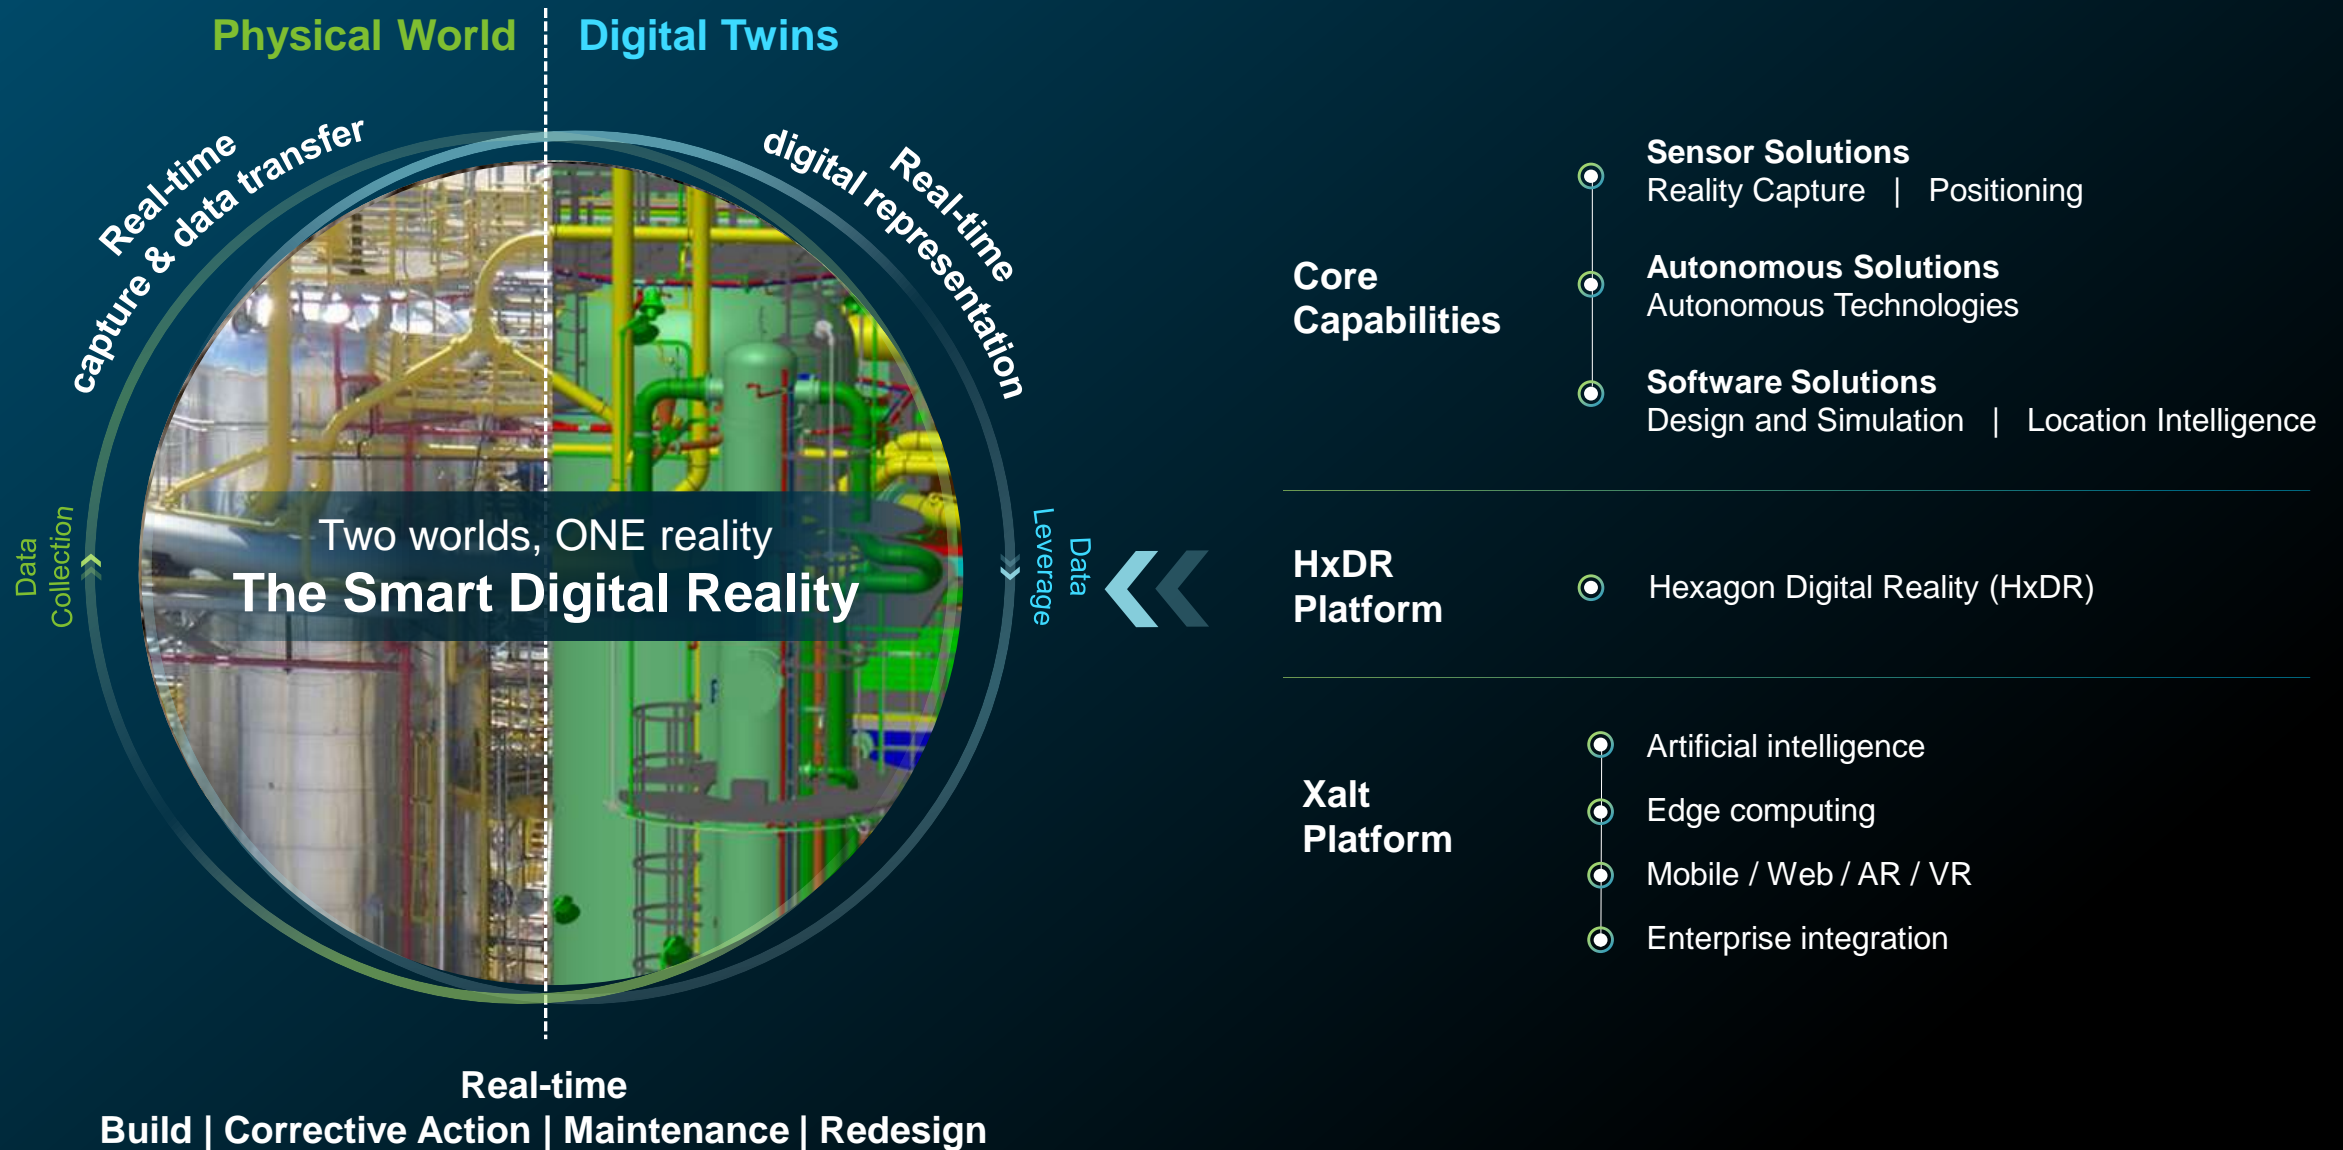 Physical World
Digital Twins
Real-time
capture & data transfer
Real-time
digital representation
Data
Collection
Two worlds, ONE reality
The Smart Digital Reality
Data
Leverage
Real-time
Build | Corrective Action | Maintenance | Redesign
Core
Capabilities
Sensor Solutions
Reality Capture | Positioning
Autonomous Solutions
Autonomous Technologies
Software Solutions
Design and Simulation | Location Intelligence
HxDR
Platform
Hexagon Digital Reality (HxDR)
Xalt
Platform
Artificial intelligence
Edge computing
Mobile / Web / AR / VR
Enterprise integration